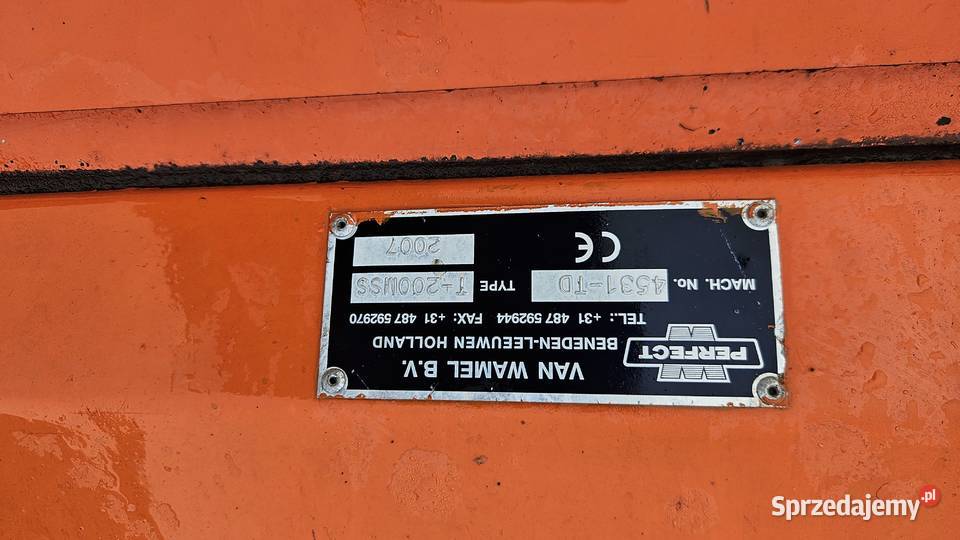 VAN WAMEL B.V.
PERFECT
BENEDEN-LEEUWEN HOLLAND
TEL.: +31 487 592944 FAX: +31 487 592970
MACH. No. 4531-TD TYPE T-200WSS
CE 2007
Sprzedajemy.pl